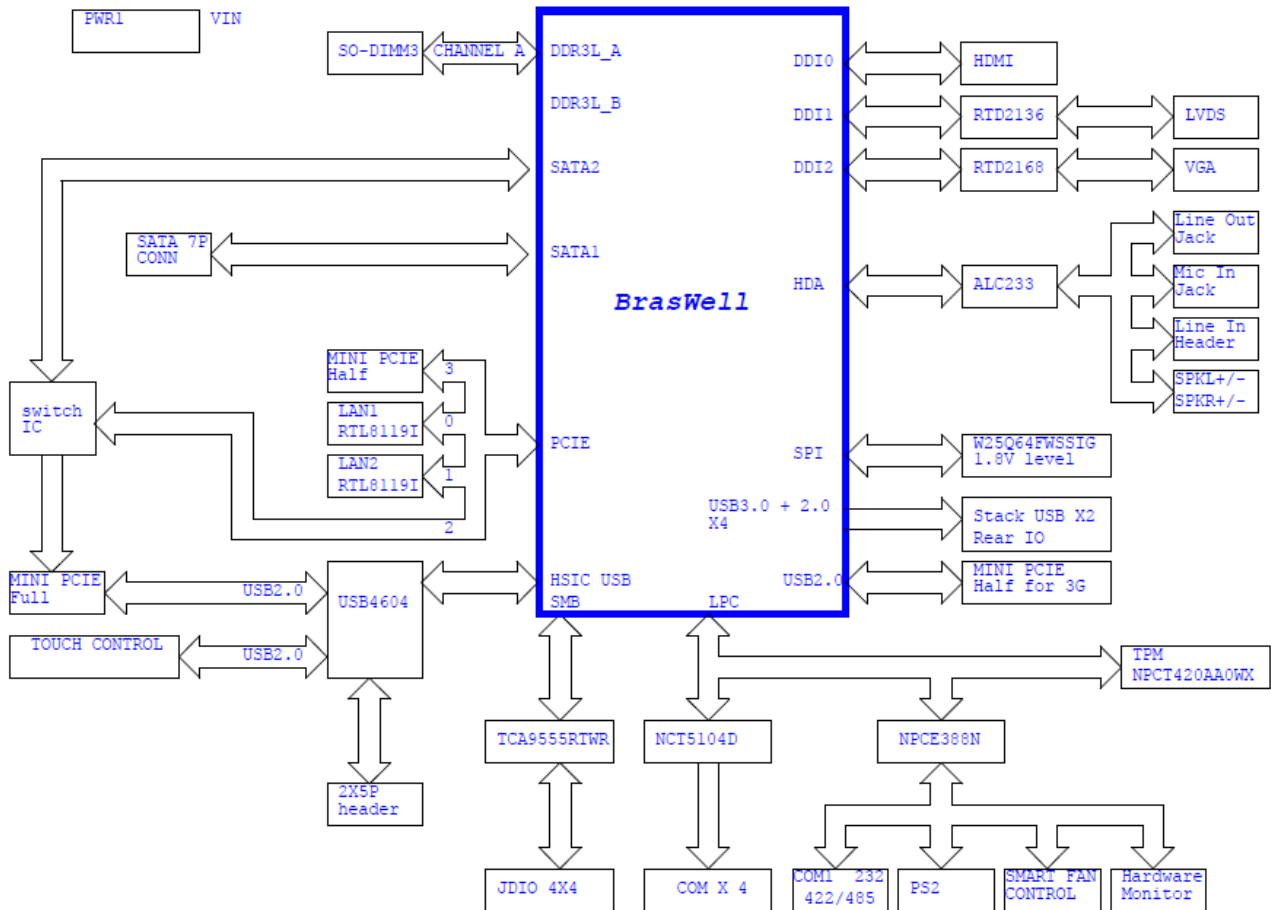 PWR1
VIN
SO-DIMM3
CHANNEL A
DDR3L_A
DDR3L_B
DDI0
HDMI
DDI1
RTD2136
LVDS
SATA2
DDI2
RTD2168
VGA
SATA 7P
CONN
SATA1
HDA
ALC233
Line Out
Jack
Mic In
Jack
Line In
Header
SPKL+/-
SPKR+/-
BrasWell
MINI PCIE
Half
3
LAN1
RTL8119I
0
LAN2
RTL8119I
1
2
switch
IC
PCIE
SPI
W25Q64FWSSIG
1.8V level
USB3.0 + 2.0
X4
Stack USB X2
Rear IO
MINI PCIE
Full
USB2.0
USB4604
HSIC USB
USB2.0
MINI PCIE
Half for 3G
SMB
LPC
TOUCH CONTROL
USB2.0
TPM
NPCT420AA0WX
TCA9555RTWR
NCT5104D
NPCE388N
2X5P
header
JDIO 4X4
COM X 4
COM1 232
422/485
PS2
SMART FAN
CONTROL
Hardware
Monitor